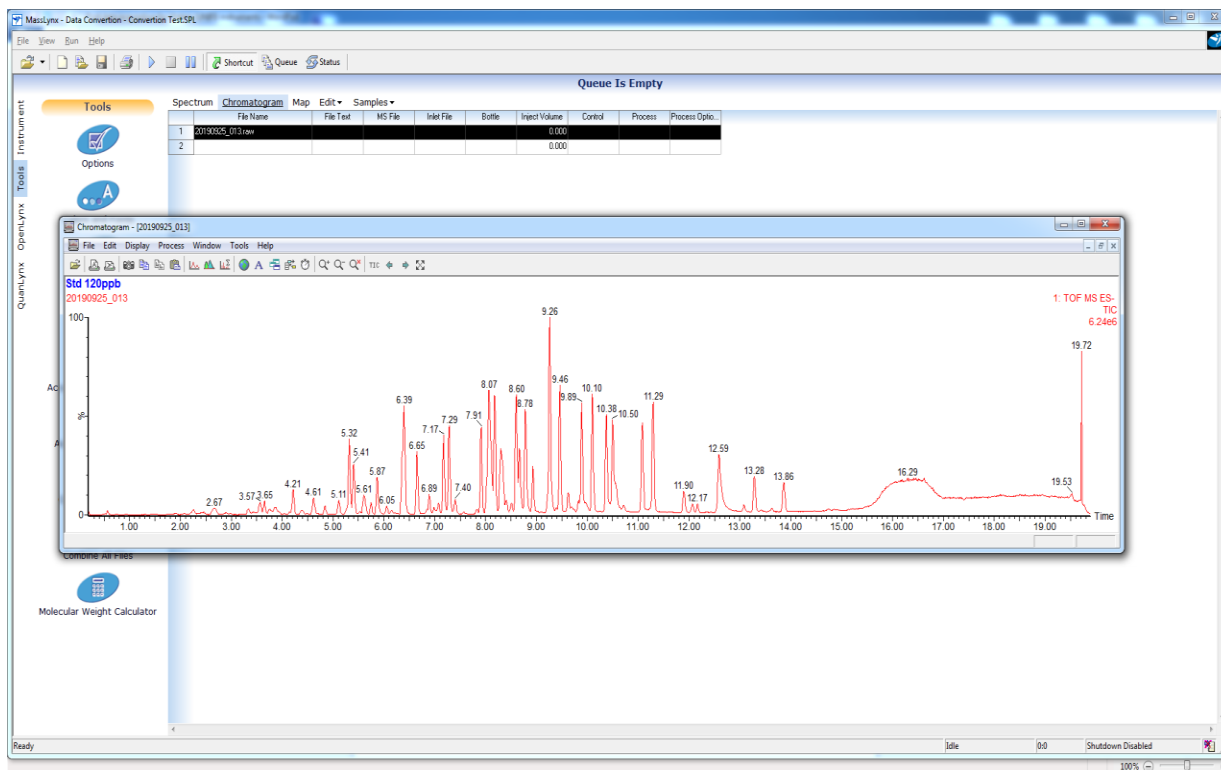 MassLynx - Data Convertion - Convertion Test.SPL
File View Run Help
Shortcut Queue Status
Queue Is Empty
Instrument
Tools
OpenLynx
QuanLynx
Tools
Options
Spectrum Chromatogram Map Edit Samples
File Name File Text MS File Inlet File Bottle Inject Volume Control Process Process Optio...
1 20190925_013.raw 0.000
2 0.000
Chromatogram - [20190925_013]
File Edit Display Process Window Tools Help
TIC
Std 120ppb
20190925_013
1: TOF MS ES-
TIC
6.24e6
100
%
0
2.67
3.57
3.65
4.21
4.61
5.11
5.32
5.41
5.61
5.87
6.05
6.39
6.65
6.89
7.17
7.29
7.40
7.91
8.07
8.60
8.78
9.26
9.46
9.89
10.10
10.38
10.50
11.29
11.90
12.17
12.59
13.28
13.86
16.29
19.53
19.72
1.00 2.00 3.00 4.00 5.00 6.00 7.00 8.00 9.00 10.00 11.00 12.00 13.00 14.00 15.00 16.00 17.00 18.00 19.00
Time
Combine All Files
Molecular Weight Calculator
Ready
Idle 0:0 Shutdown Disabled
100%